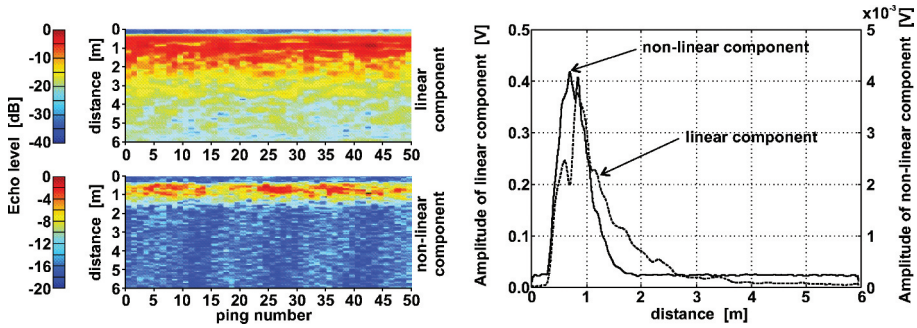 Echo level [dB]
0
-10
-20
-30
-40
distance [m]
0
1
2
3
4
5
6
0 5 10 15 20 25 30 35 40 45 50
linear
component
0
-4
-8
-12
-16
-20
distance [m]
0
1
2
3
4
5
6
0 5 10 15 20 25 30 35 40 45 50
ping number
non-linear
component
Amplitude of linear component [V]
0.5
0.4
0.3
0.2
0.1
0.0
non-linear component
linear component
0 1 2 3 4 5 6
distance [m]
x10-3
5
4
3
2
1
0
Amplitude of non-linear component [V]